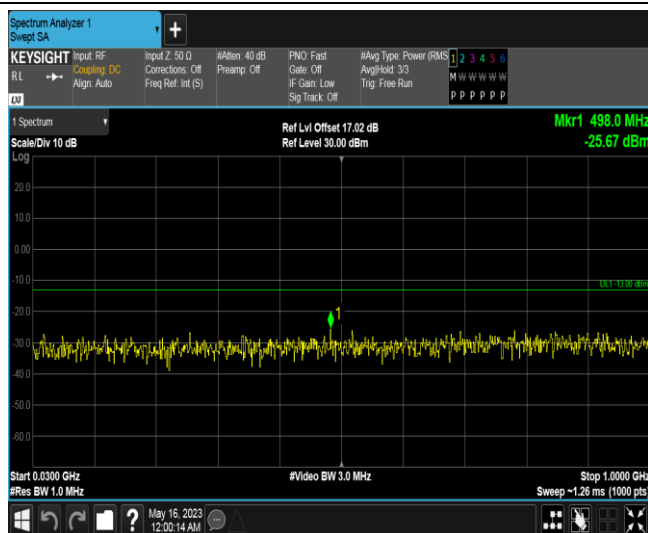 Spectrum Analyzer 1
Swept SA
KEYSIGHT
RL
LXI
Input: RF
Coupling: DC
Align: Auto
Input Z: 50 Ω
Corrections: Off
Freq Ref: Int (S)
#Atten: 40 dB
Preamp: Off
PNO: Fast
Gate: Off
IF Gain: Low
Sig Track: Off
#Avg Type: Power (RMS
Avg|Hold: 3/3
Trig: Free Run
1 2 3 4 5 6
M W W W W W
P P P P P P
1 Spectrum
Scale/Div 10 dB
Ref Lvl Offset 17.02 dB
Ref Level 30.00 dBm
Mkr1 498.0 MHz
-25.67 dBm
Log
20.0
10.0
0.00
-10.0
DL1 -13.00 dBm
-20.0
1
-30.0
-40.0
-50.0
-60.0
Start 0.0300 GHz
#Video BW 3.0 MHz
Stop 1.0000 GHz
#Res BW 1.0 MHz
Sweep ~1.26 ms (1000 pts)
?
May 16, 2023
12:00:14 AM